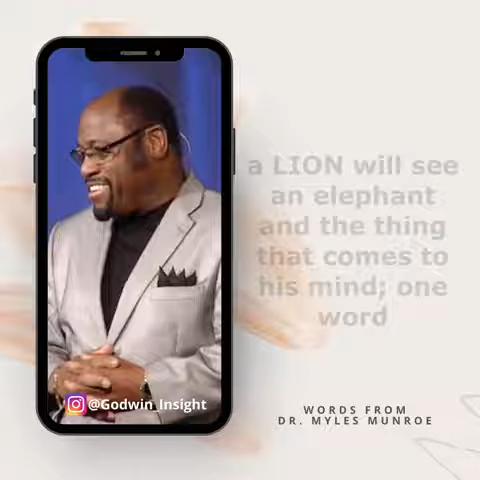 a LION will see
an elephant
and the thing
that comes to
his mind; one
word
@Godwin_Insight
WORDS FROM
DR. MYLES MUNROE